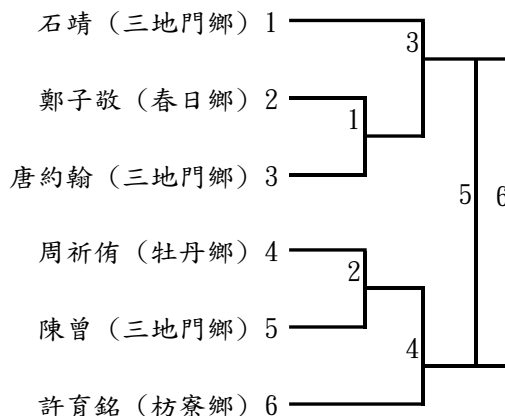 石靖（三地門鄉）1
3
鄭子敬（春日鄉）2
1
唐約翰（三地門鄉）3
5
6
周祈侑（牡丹鄉）4
2
陳曾（三地門鄉）5
4
許育銘（枋寮鄉）6